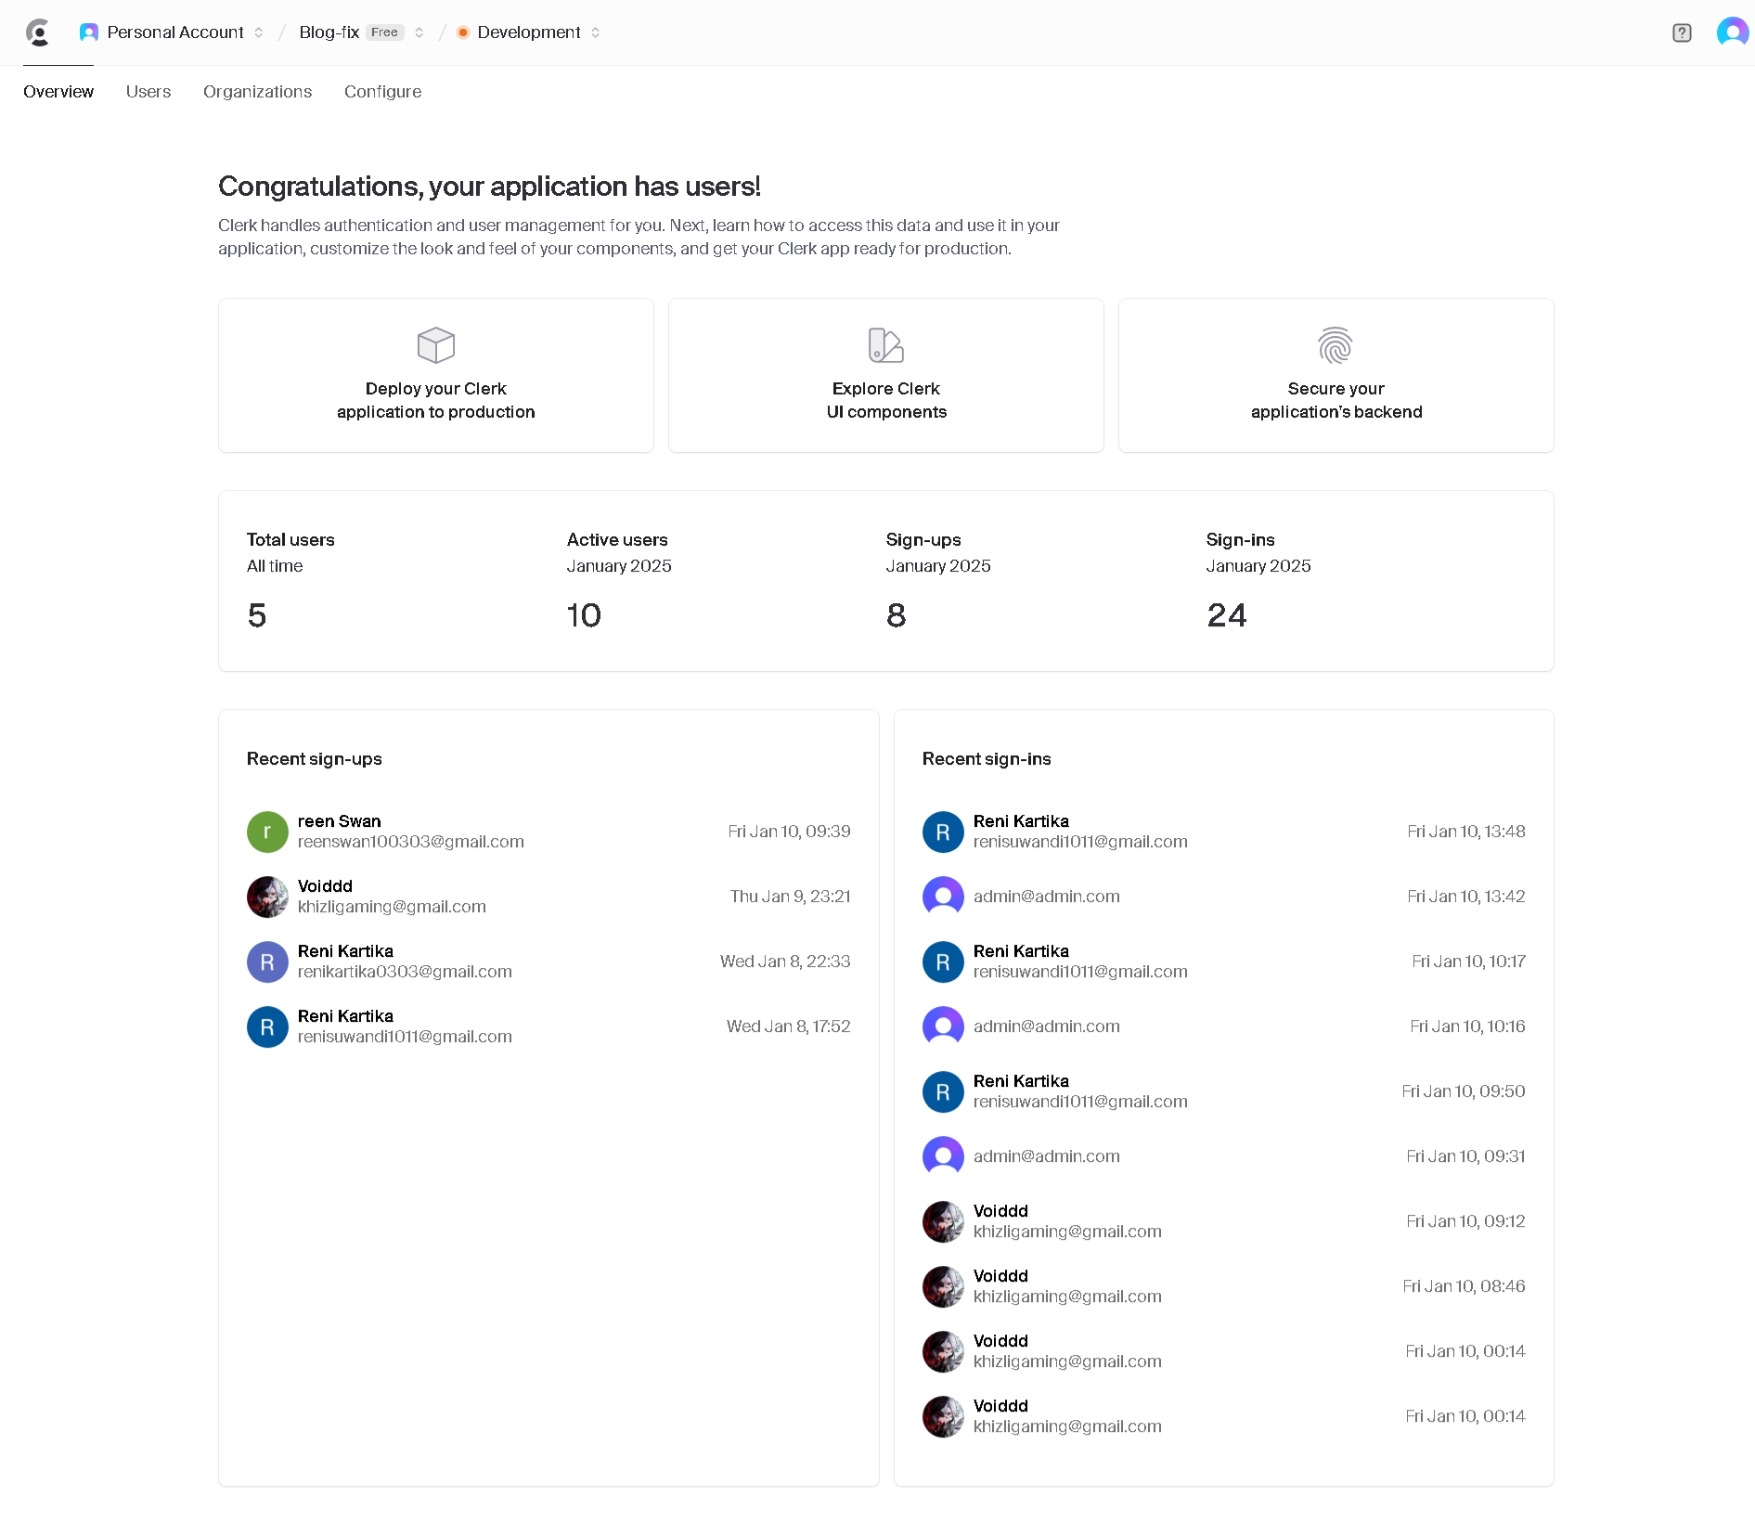 Personal Account / Blog-fix Free / Development
Overview Users Organizations Configure
Congratulations, your application has users!
Clerk handles authentication and user management for you. Next, learn how to access this data and use it in your
application, customize the look and feel of your components, and get your Clerk app ready for production.
Deploy your Clerk
application to production
Explore Clerk
UI components
Secure your
application's backend
Total users
All time
5
Active users
January 2025
10
Sign-ups
January 2025
8
Sign-ins
January 2025
24
Recent sign-ups
r
reen Swan
reenswan100303@gmail.com
Fri Jan 10, 09:39
Voiddd
khizligaming@gmail.com
Thu Jan 9, 23:21
R
Reni Kartika
renikartika0303@gmail.com
Wed Jan 8, 22:33
R
Reni Kartika
renisuwandi1011@gmail.com
Wed Jan 8, 17:52
Recent sign-ins
R
Reni Kartika
renisuwandi1011@gmail.com
Fri Jan 10, 13:48
admin@admin.com
Fri Jan 10, 13:42
R
Reni Kartika
renisuwandi1011@gmail.com
Fri Jan 10, 10:17
admin@admin.com
Fri Jan 10, 10:16
R
Reni Kartika
renisuwandi1011@gmail.com
Fri Jan 10, 09:50
admin@admin.com
Fri Jan 10, 09:31
Voiddd
khizligaming@gmail.com
Fri Jan 10, 09:12
Voiddd
khizligaming@gmail.com
Fri Jan 10, 08:46
Voiddd
khizligaming@gmail.com
Fri Jan 10, 00:14
Voiddd
khizligaming@gmail.com
Fri Jan 10, 00:14